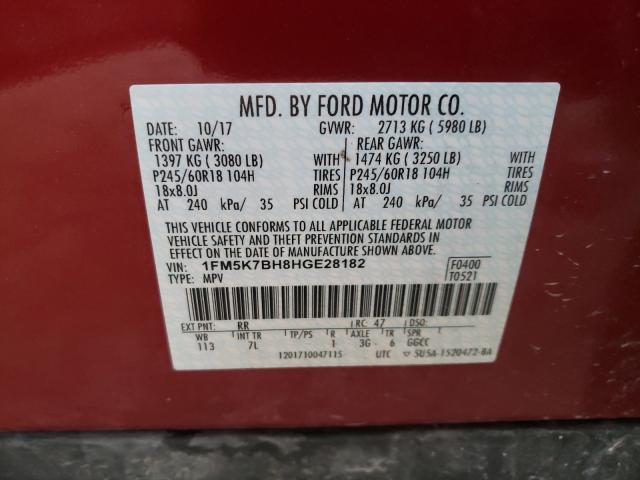 MFD. BY FORD MOTOR CO.
DATE: 10/17 GVWR: 2713 KG ( 5980 LB)
FRONT GAWR: REAR GAWR:
1397 KG ( 3080 LB) WITH 1474 KG ( 3250 LB) WITH
P245/60R18 104H TIRES P245/60R18 104H TIRES
18x8.0J RIMS 18x8.0J RIMS
AT 240 kPa/ 35 PSI COLD AT 240 kPa/ 35 PSI COLD
THIS VEHICLE CONFORMS TO ALL APPLICABLE FEDERAL MOTOR
VEHICLE SAFETY AND THEFT PREVENTION STANDARDS IN
EFFECT ON THE DATE OF MANUFACTURE SHOWN ABOVE.
VIN: 1FM5K7BH8HGE28182 F0400
TYPE: MPV T0521
EXT PNT: RR RC: 47 DSO:
WB INT TR TP/PS R AXLE TR SPR
113 7L 1 3G 6 GGCC
1201710047115 UTC 5U5A-1520472-BA